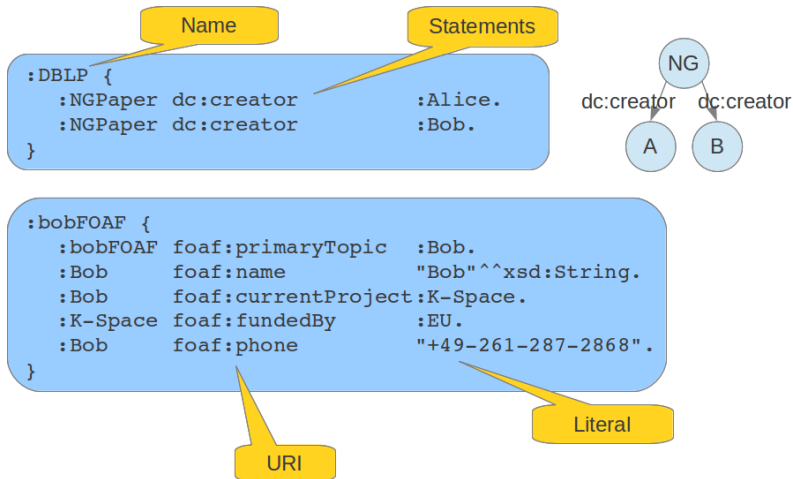 Name
Statements
:DBLP {
:NGPaper dc:creator :Alice.
:NGPaper dc:creator :Bob.
}
NG
dc:creator dc:creator
A B
:bobFOAF {
:bobFOAF foaf:primaryTopic :Bob.
:Bob foaf:name "Bob"^^xsd:String.
:Bob foaf:currentProject:K-Space.
:K-Space foaf:fundedBy :EU.
:Bob foaf:phone "+49-261-287-2868".
}
Literal
URI